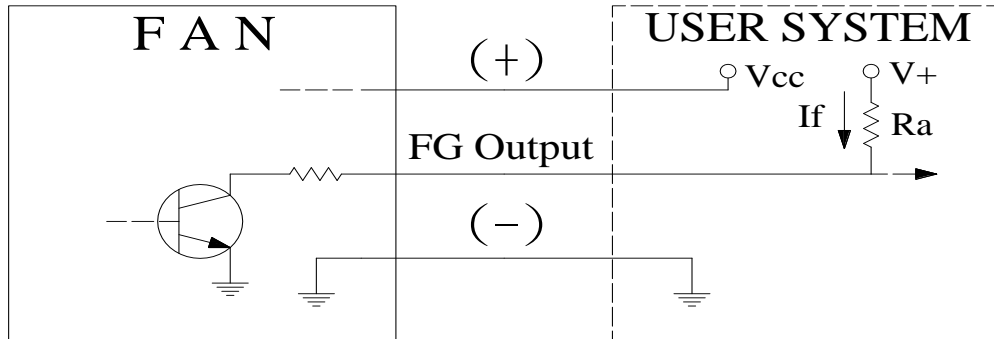 F A N
USER SYSTEM
(+)
Vcc
V+
If
Ra
FG Output
(-)